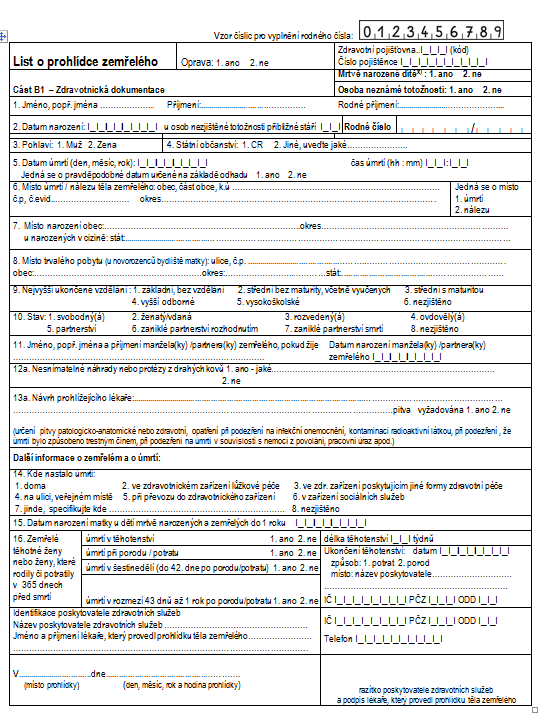 Vzor číslic pro vyplnění rodného čísla: 0 1 2 3 4 5 6 7 8 9
List o prohlídce zemřelého
Oprava: 1. ano 2. ne
Zdravotní pojišťovna.I_I_I_I (kód)
Číslo pojištěnce I_I_I_I_I_I_I_I_I_I_I
Mrtvě narozené dítě x) : 1. ano 2. ne
Část B1 – Zdravotnická dokumentace
Osoba neznámé totožnosti: 1. ano 2. ne
1. Jméno, popř. jména ………………… Příjmení:…………………………………… Rodné příjmení:……………………………
2. Datum narození: I_I_I_I_I_I_I_I_I u osob nezjištěné totožnosti přibližné stáří I_I_I_I Rodné číslo / 
3. Pohlaví: 1. Muž 2. Zena
4. Státní občanství: 1. CR 2. Jiné, uveďte jaké……………………
5. Datum úmrtí (den, měsíc, rok): I_I_I_I_I_I_I_I_I čas úmrtí (hh : mm) I_I_I:I_I_I
Jedná se o pravděpodobné datum určené na základě odhadu 1. ano 2. ne
6. Místo úmrtí / nálezu těla zemřelého: obec, část obce, k.ú ……………………………………………
č.p, č.evid………………… okres……………………………………………………………………
Jedná se o místo
1. úmrtí
2. nálezu
7. Místo narození obec:……………………………………………………okres……………………………………………………
u narozených v cizině: stát:……………………………………………………………………………………………………
8. Místo trvalého pobytu (u novorozenců bydliště matky): ulice, č.p. ………………………………………………………………
obec:……………………………………………okres:……………………………stát:……………………………………………
9. Nejvyšší ukončené vzdělání : 1. základní, bez vzdělání 2. střední bez maturity, včetně vyučených 3. střední s maturitou
4. vyšší odborné 5. vysokoškolské 6. nezjištěno
10. Stav: 1. svobodný(á) 2. ženatý/vdaná 3. rozvedený(á) 4. ovdovělý(á)
5. partnerství 6. zaniklé partnerství rozhodnutím 7. zaniklé partnerství smrtí 8. nezjištěno
11. Jméno, popř. jména a příjmení manžela(ky) /partnera(ky) zemřelého, pokud žije Datum narození manžela(ky) /partnera(ky)
…………………………………………………………………… zemřelého I_I_I_I_I_I_I_I_I
12a. Nesnímatelné náhrady nebo protézy z drahých kovů 1. ano - jaké……………………………………………………………
2. ne
13a. Návrh prohlížejícího lékaře:………………………………………………………………………………………………
………………………………………………………………………………………………pitva vyžadována 1. ano 2. ne
(určení pitvy patologicko-anatomické nebo zdravotní, opatření při podezření na infekční onemocnění, kontaminaci radioaktivní látkou, při podezření , že
úmrtí bylo způsobeno trestným činem, při podezření na úmrtí v souvislosti s nemocí z povolání, pracovní úraz apod.)
Další informace o zemřelém a o úmrtí:
14. Kde nastalo úmrtí:
1. doma 2. ve zdravotnickém zařízení lůžkové péče 3. ve zdr. zařízení poskytujícím jiné formy zdravotní péče
4. na ulici, veřejném místě 5. při převozu do zdravotnického zařízení 6. v zařízení sociálních služeb
7. jinde, specifikujte kde …………………………………………… 8. nezjištěno
15. Datum narození matky u dětí mrtvě narozených a zemřelých do 1 roku I_I_I_I_I_I_I_I_I
16. Zemřelé
těhotné ženy
nebo ženy, které
rodily či potratily
v 365 dnech
před smrtí
úmrtí v těhotenství 1. ano 2. ne
úmrtí při porodu / potratu 1. ano 2. ne
úmrtí v šestinedělí (do 42. dne po porodu/potratu) 1. ano 2. ne
úmrtí v rozmezí 43 dnů až 1 rok po porodu/potratu 1. ano 2. ne
délka těhotenství I_I_I týdnů
Ukončení těhotenství: datum I_I_I_I_I_I_I_I_I
způsob: 1. potrat 2. porod
místo: název poskytovatele……………………………
……………………………………………………………
IČ I_I_I_I_I_I_I_I_I PČZ I_I_I_I ODD I_I_I
Identifikace poskytovatele zdravotních služeb
Název poskytovatele zdravotních služeb ……………………………………………
Jméno a příjmení lékaře, který provedl prohlídku těla zemřelého……………………
……………………………………………………………………………………………
IČ I_I_I_I_I_I_I_I_I PČZ I_I_I_I ODD I_I_I
Telefon I_I_I_I_I_I_I_I_I_I
V…………………………dne………………………………………………
(místo prohlídky) (den, měsíc, rok a hodina prohlídky)
razítko poskytovatele zdravotních služeb
a podpis lékaře, který provedl prohlídku těla zemřelého